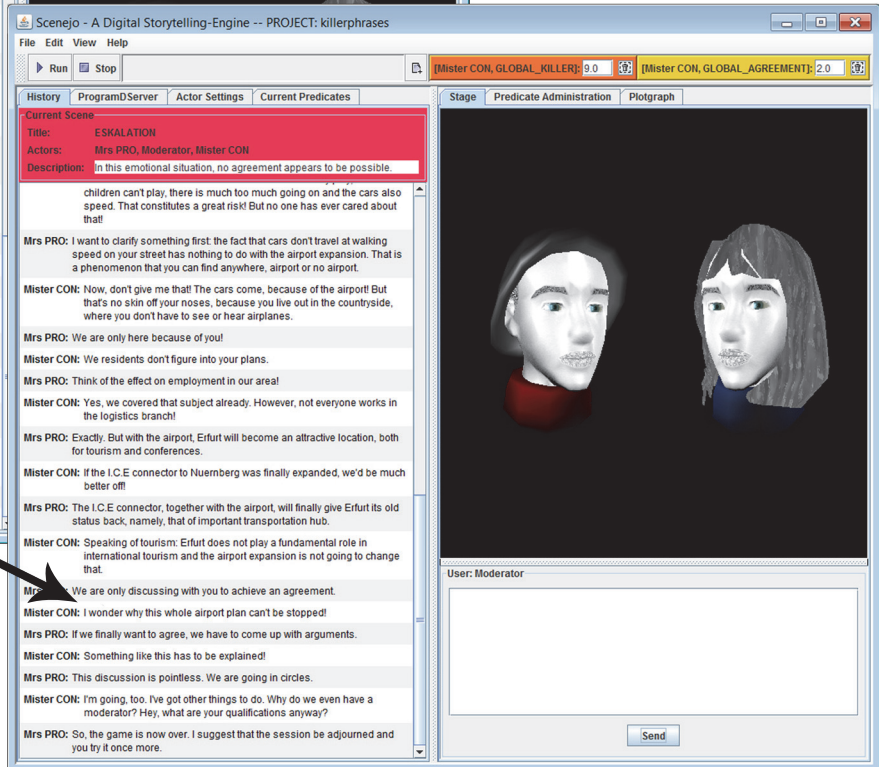 Scenejo - A Digital Storytelling-Engine -- PROJECT: killerphrases
File Edit View Help
Run Stop
[Mister CON, GLOBAL_KILLER]: 9.0
[Mister CON, GLOBAL_AGREEMENT]: 2.0
History ProgramDServer Actor Settings Current Predicates
Current Scene
Title: ESKALATION
Actors: Mrs PRO, Moderator, Mister CON
Description: In this emotional situation, no agreement appears to be possible.
children can't play, there is much too much going on and the cars also
speed. That constitutes a great risk! But no one has ever cared about
that!
Mrs PRO: I want to clarify something first: the fact that cars don't travel at walking
speed on your street has nothing to do with the airport expansion. That is
a phenomenon that you can find anywhere, airport or no airport.
Mister CON: Now, don't give me that! The cars come, because of the airport! But
that's no skin off your noses, because you live out in the countryside,
where you don't have to see or hear airplanes.
Mrs PRO: We are only here because of you!
Mister CON: We residents don't figure into your plans.
Mrs PRO: Think of the effect on employment in our area!
Mister CON: Yes, we covered that subject already. However, not everyone works in
the logistics branch!
Mrs PRO: Exactly. But with the airport, Erfurt will become an attractive location, both
for tourism and conferences.
Mister CON: If the I.C.E connector to Nuernberg was finally expanded, we'd be much
better off!
Mrs PRO: The I.C.E connector, together with the airport, will finally give Erfurt its old
status back, namely, that of important transportation hub.
Mister CON: Speaking of tourism: Erfurt does not play a fundamental role in
international tourism and the airport expansion is not going to change
that.
Mrs We are only discussing with you to achieve an agreement.
Mister CON: I wonder why this whole airport plan can't be stopped!
Mrs PRO: If we finally want to agree, we have to come up with arguments.
Mister CON: Something like this has to be explained!
Mrs PRO: This discussion is pointless. We are going in circles.
Mister CON: I'm going, too. I've got other things to do. Why do we even have a
moderator? Hey, what are your qualifications anyway?
Mrs PRO: So, the game is now over. I suggest that the session be adjourned and
you try it once more.
Stage Predicate Administration Plotgraph
User: Moderator
Send